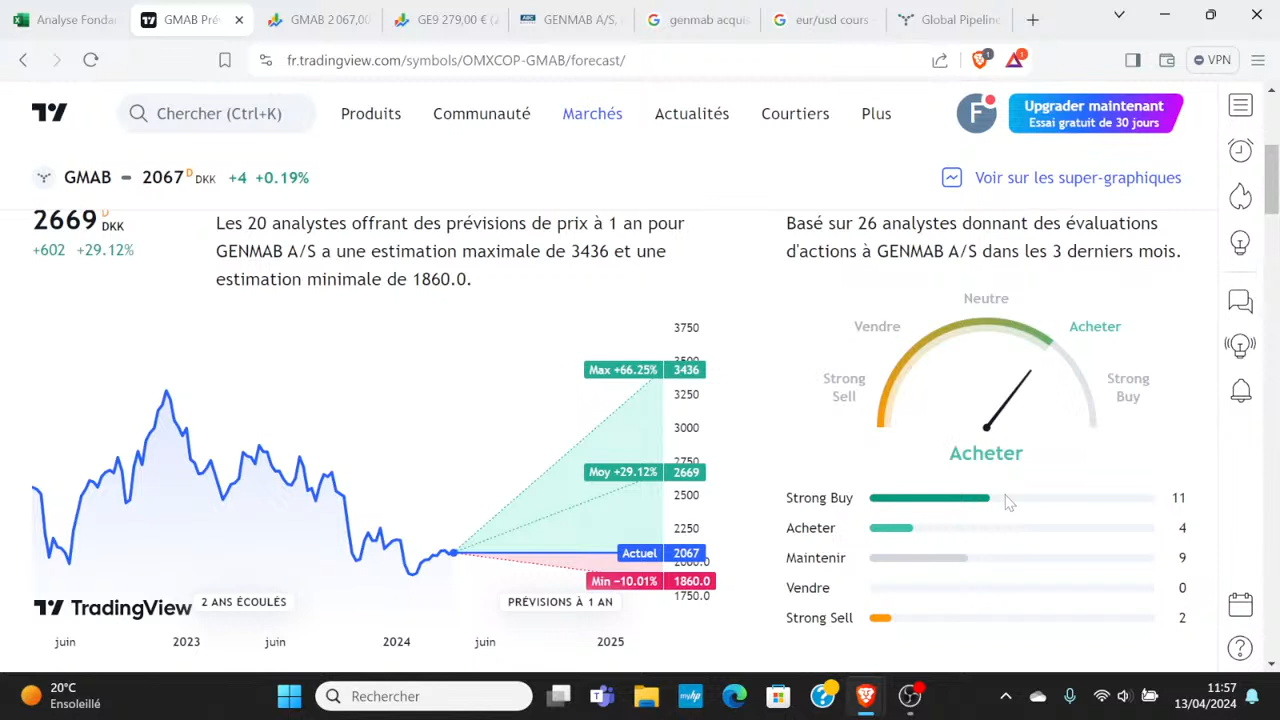 Analyse Fondar
GMAB Pré
GMAB 2 067,00
GE9 279,00 € (2
GENMAB A/S,
genmab acquis
eur/usd cours
Global Pipeline
fr.tradingview.com/symbols/OMXCOP-GMAB/forecast/
1
1
VPN
Chercher (Ctrl+K)
Produits
Communauté
Marchés
Actualités
Courtiers
Plus
F
Upgrader maintenant
Essai gratuit de 30 jours
GMAB
2067 D DKK +4 +0.19%
Voir sur les super-graphiques
2669 D DKK
+602 +29.12%
Les 20 analystes offrant des prévisions de prix à 1 an pour
GENMAB A/S a une estimation maximale de 3436 et une
estimation minimale de 1860.0.
Basé sur 26 analystes donnant des évaluations
d'actions à GENMAB A/S dans les 3 derniers mois.
3750
3500
Max +66.25% 3436
3250
3000
2750
Moy +29.12% 2669
2500
2250
Actuel 2067
2000.0
Min −10.01% 1860.0
1750.0
TradingView
2 ANS ÉCOULÉS
PRÉVISIONS À 1 AN
juin
2023
juin
2024
juin
2025
Neutre
Vendre
Acheter
Strong
Sell
Strong
Buy
Acheter
Strong Buy 11
Acheter 4
Maintenir 9
Vendre 0
Strong Sell 2
20°C
Ensoleillé
Rechercher
11:57
13/04/2024